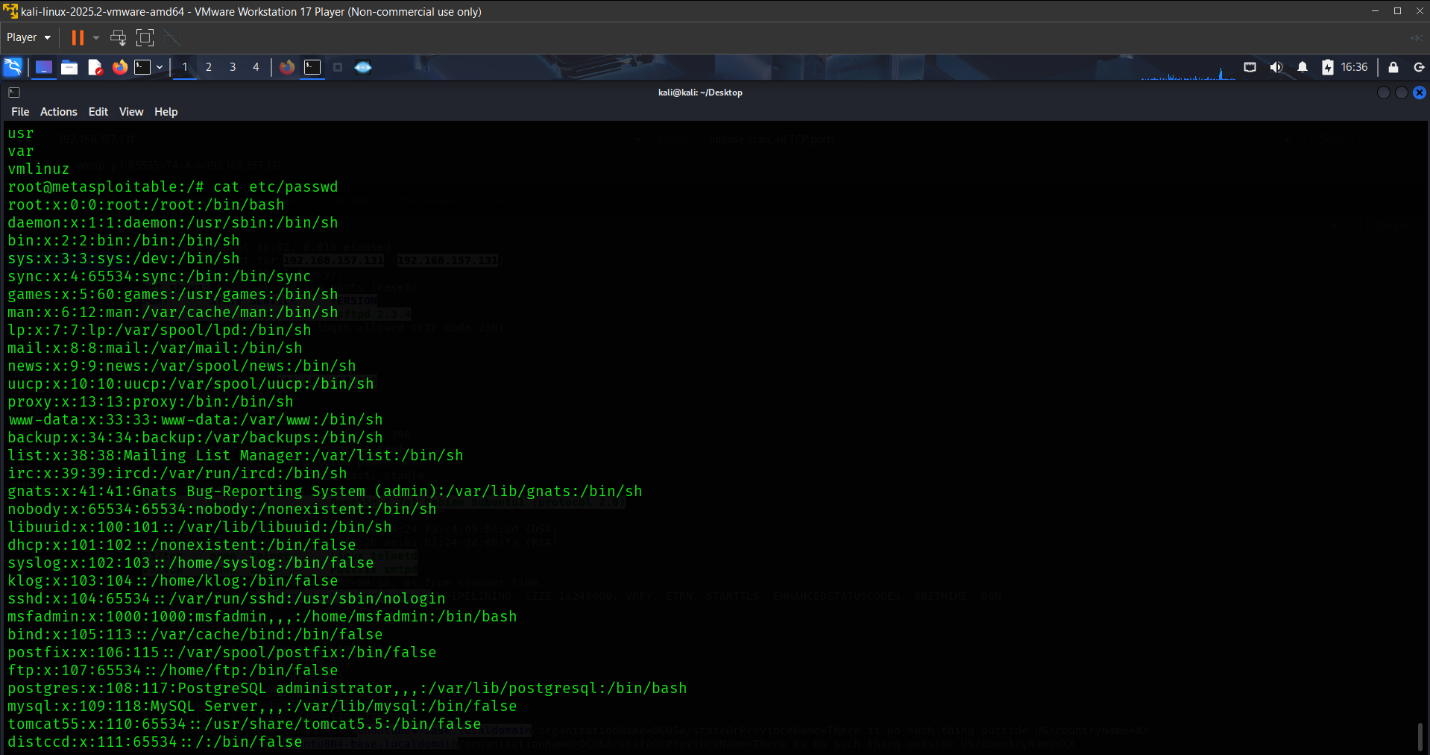 kali-linux-2025.2-vmware-amd64 - VMware Workstation 17 Player (Non-commercial use only)
Player
1 2 3 4 16:36
kali@kali: ~/Desktop
File Actions Edit View Help
usr
var
vmlinuz
root@metasploitable:/# cat etc/passwd
root:x:0:0:root:/root:/bin/bash
daemon:x:1:1:daemon:/usr/sbin:/bin/sh
bin:x:2:2:bin:/bin:/bin/sh
sys:x:3:3:sys:/dev:/bin/sh
sync:x:4:65534:sync:/bin:/bin/sync
games:x:5:60:games:/usr/games:/bin/sh
man:x:6:12:man:/var/cache/man:/bin/sh
lp:x:7:7:lp:/var/spool/lpd:/bin/sh
mail:x:8:8:mail:/var/mail:/bin/sh
news:x:9:9:news:/var/spool/news:/bin/sh
uucp:x:10:10:uucp:/var/spool/uucp:/bin/sh
proxy:x:13:13:proxy:/bin:/bin/sh
www-data:x:33:33:www-data:/var/www:/bin/sh
backup:x:34:34:backup:/var/backups:/bin/sh
list:x:38:38:Mailing List Manager:/var/list:/bin/sh
irc:x:39:39:ircd:/var/run/ircd:/bin/sh
gnats:x:41:41:Gnats Bug-Reporting System (admin):/var/lib/gnats:/bin/sh
nobody:x:65534:65534:nobody:/nonexistent:/bin/sh
libuuid:x:100:101::/var/lib/libuuid:/bin/sh
dhcp:x:101:102::/nonexistent:/bin/false
syslog:x:102:103::/home/syslog:/bin/false
klog:x:103:104::/home/klog:/bin/false
sshd:x:104:65534::/var/run/sshd:/usr/sbin/nologin
msfadmin:x:1000:1000:msfadmin,,,:/home/msfadmin:/bin/bash
bind:x:105:113::/var/cache/bind:/bin/false
postfix:x:106:115::/var/spool/postfix:/bin/false
ftp:x:107:65534::/home/ftp:/bin/false
postgres:x:108:117:PostgreSQL administrator,,,:/var/lib/postgresql:/bin/bash
mysql:x:109:118:MySQL Server,,,:/var/lib/mysql:/bin/false
tomcat55:x:110:65534::/usr/share/tomcat5.5:/bin/false
distccd:x:111:65534::/:/bin/false